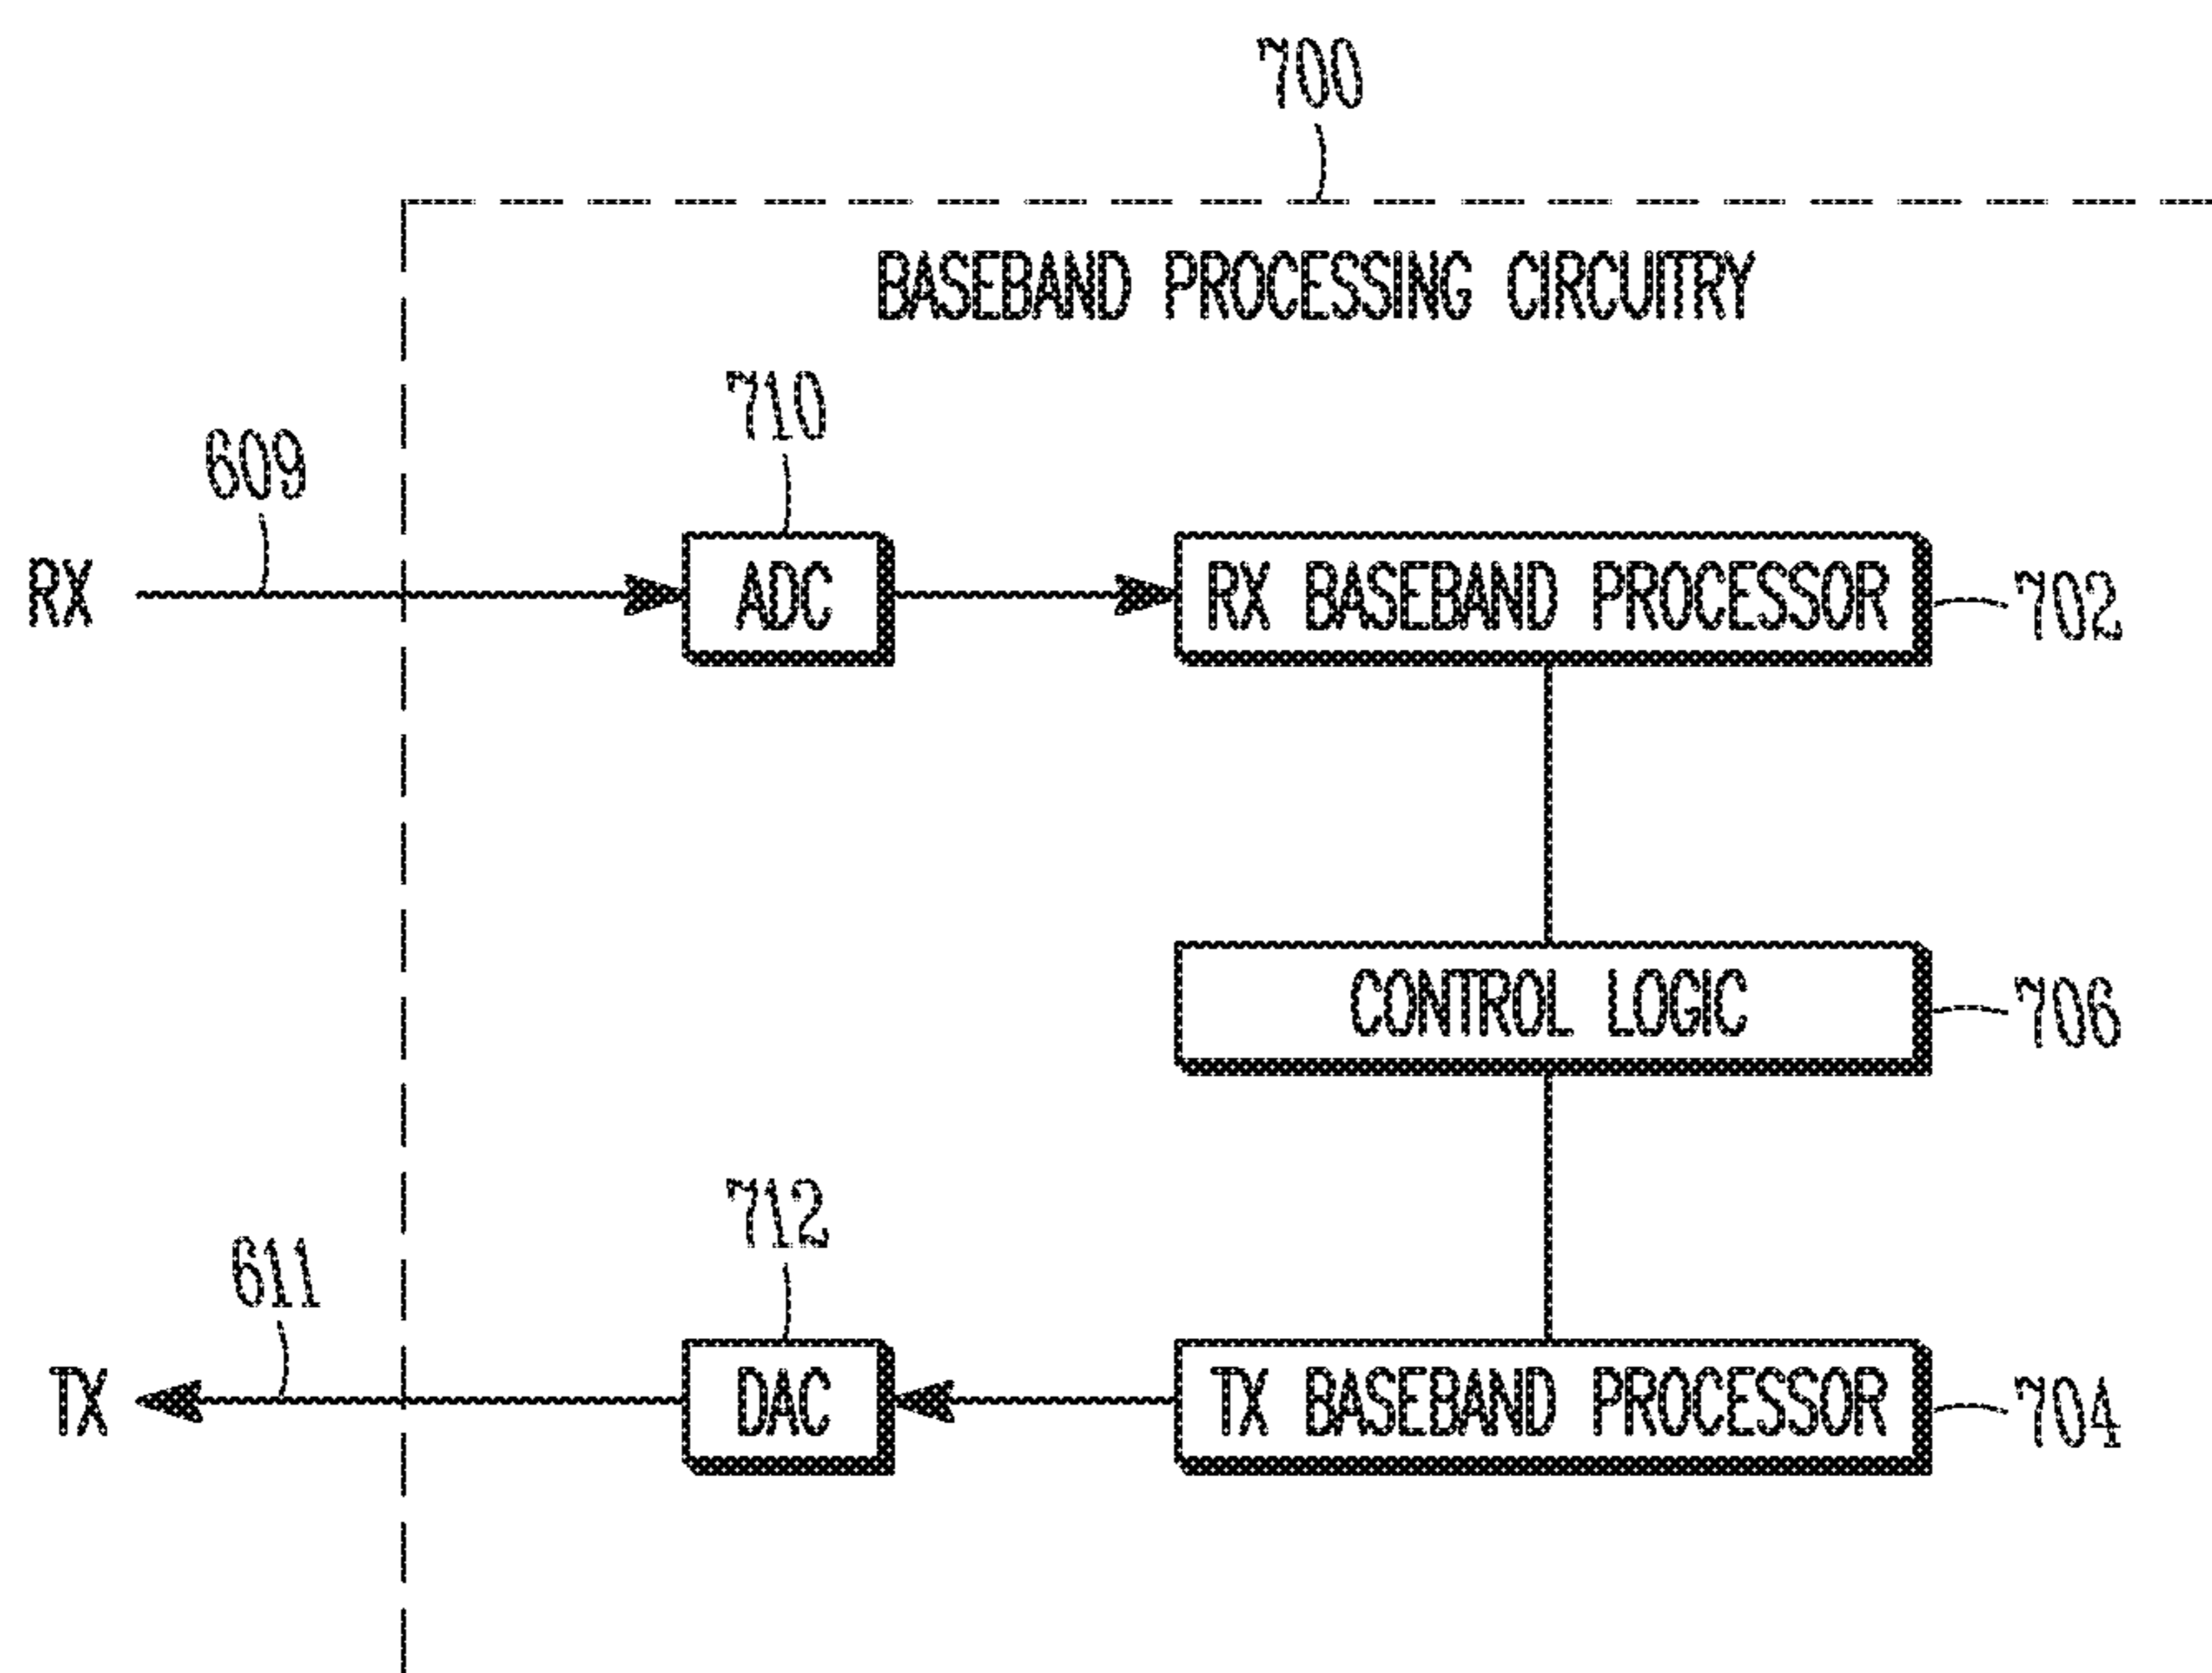 700
BASEBAND PROCESSING CIRCUITRY
710
609
RX
ADC
RX BASEBAND PROCESSOR
702
CONTROL LOGIC
706
712
611
TX
DAC
TX BASEBAND PROCESSOR
704